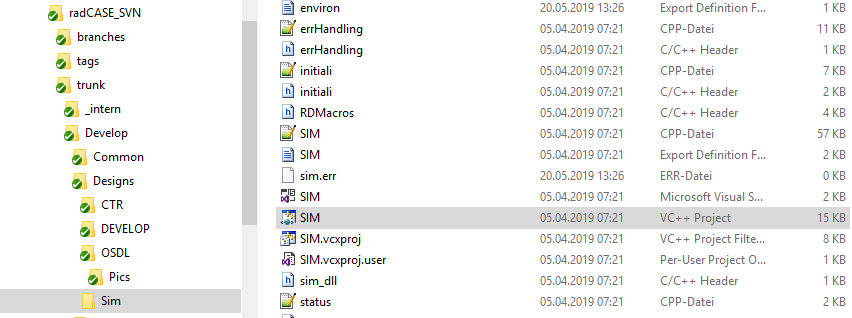 radCASE_SVN
branches
tags
trunk
_intern
Develop
Common
Designs
CTR
DEVELOP
OSDL
Pics
Sim
environ 20.05.2019 13:26 Export Definition F... 1 KB
errHandling 05.04.2019 07:21 CPP-Datei 11 KB
errHandling 05.04.2019 07:21 C/C++ Header 1 KB
initiali 05.04.2019 07:21 CPP-Datei 7 KB
initiali 05.04.2019 07:21 C/C++ Header 2 KB
RDMacros 05.04.2019 07:21 C/C++ Header 4 KB
SIM 05.04.2019 07:21 CPP-Datei 57 KB
SIM 05.04.2019 07:21 Export Definition F... 2 KB
sim.err 20.05.2019 13:26 ERR-Datei 0 KB
SIM 05.04.2019 07:21 Microsoft Visual S... 2 KB
SIM 05.04.2019 07:21 VC++ Project 15 KB
SIM.vcxproj 05.04.2019 07:21 VC++ Project Filte... 8 KB
SIM.vcxproj.user 05.04.2019 07:21 Per-User Project O... 1 KB
sim_dll 05.04.2019 07:21 C/C++ Header 1 KB
status 05.04.2019 07:21 CPP-Datei 2 KB